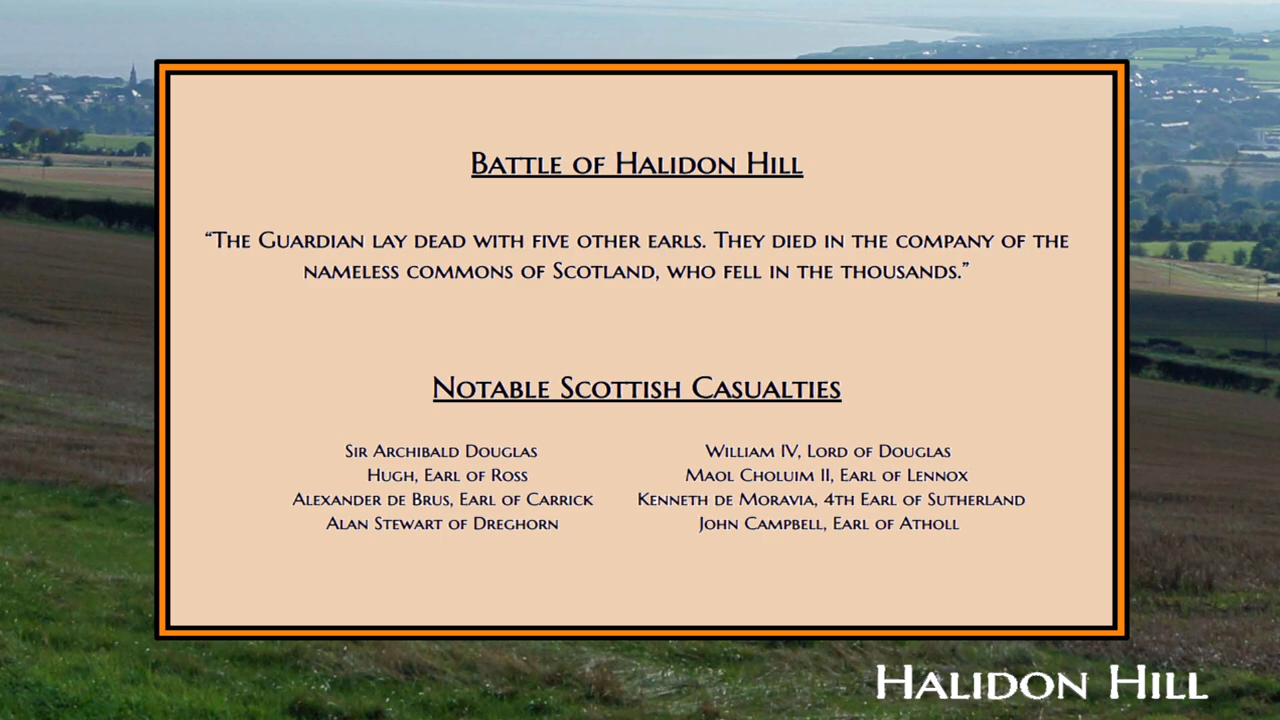 Battle of Halidon Hill
“The Guardian lay dead with five other earls. They died in the company of the
nameless commons of Scotland, who fell in the thousands.”
Notable Scottish Casualties
Sir Archibald Douglas
Hugh, Earl of Ross
Alexander de Brus, Earl of Carrick
Alan Stewart of Dreghorn
William IV, Lord of Douglas
Maol Choluim II, Earl of Lennox
Kenneth de Moravia, 4th Earl of Sutherland
John Campbell, Earl of Atholl
Halidon Hill